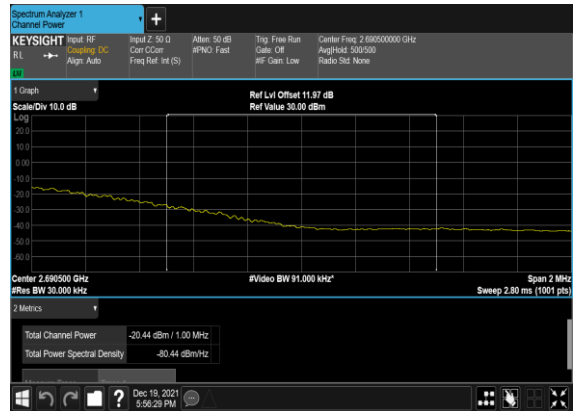 Spectrum Analyzer 1
Channel Power
KEYSIGHT Input: RF Input Z: 50 Ω Atten: 50 dB Trig: Free Run Center Freq: 2.690500000 GHz
RL Coupling: DC Corr CCorr #PNO: Fast Gate: Off Avg|Hold: 500/500
Align: Auto Freq Ref: Int (S) #IF Gain: Low Radio Std: None
1 Graph
Ref Lvl Offset 11.97 dB
Scale/Div 10.0 dB Ref Value 30.00 dBm
Log
20.0
10.0
0.00
-10.0
-20.0
-30.0
-40.0
-50.0
-60.0
Center 2.690500 GHz #Video BW 91.000 kHz* Span 2 MHz
#Res BW 30.000 kHz Sweep 2.80 ms (1001 pts)
2 Metrics
Total Channel Power -20.44 dBm / 1.00 MHz
Total Power Spectral Density -80.44 dBm/Hz
? Dec 19, 2021
5:56:29 PM